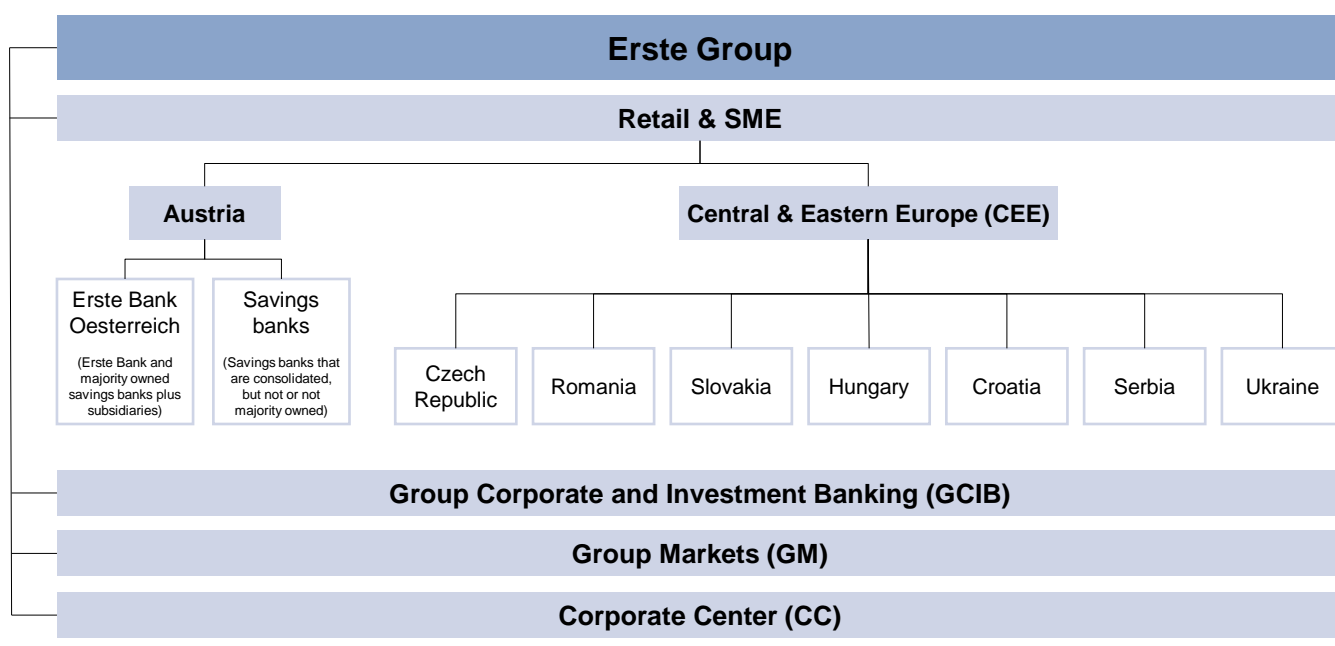 Erste Group
Retail & SME
Austria
Central & Eastern Europe (CEE)
Erste Bank
Oesterreich
(Erste Bank and
majority owned
savings banks plus
subsidiaries)
Savings
banks
(Savings banks that
are consolidated,
but not or not
majority owned)
Czech
Republic
Romania
Slovakia
Hungary
Croatia
Serbia
Ukraine
Group Corporate and Investment Banking (GCIB)
Group Markets (GM)
Corporate Center (CC)